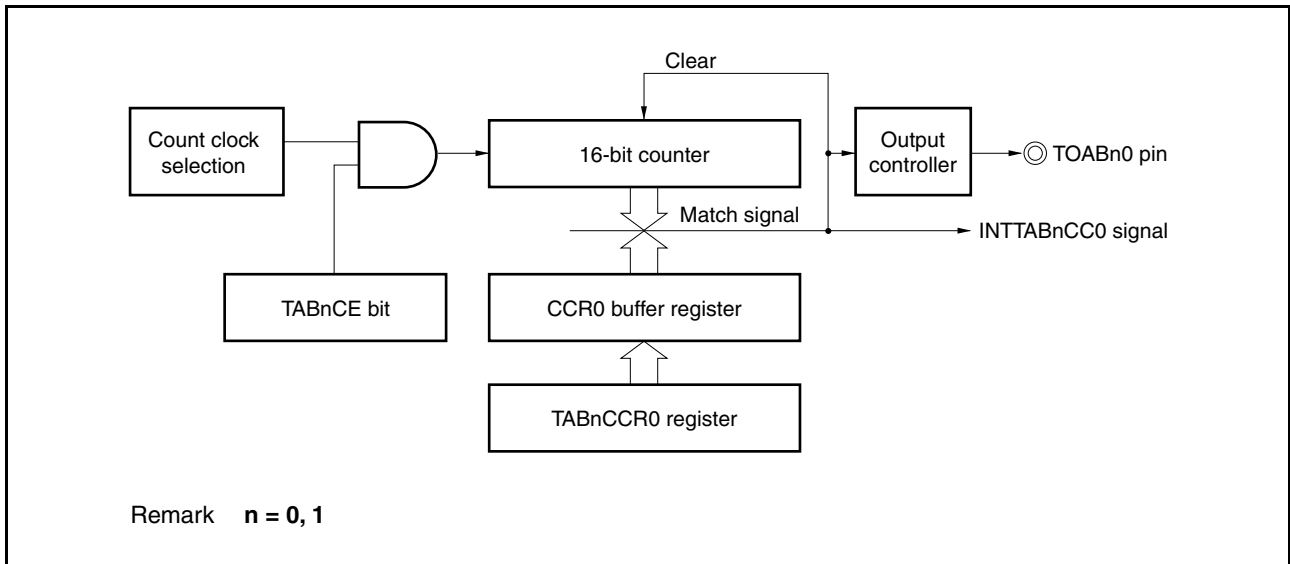 Clear
Count clock
selection
16-bit counter
Output
controller
TOABn0 pin
Match signal
INTTABnCC0 signal
TABnCE bit
CCR0 buffer register
TABnCCR0 register
Remark n = 0, 1